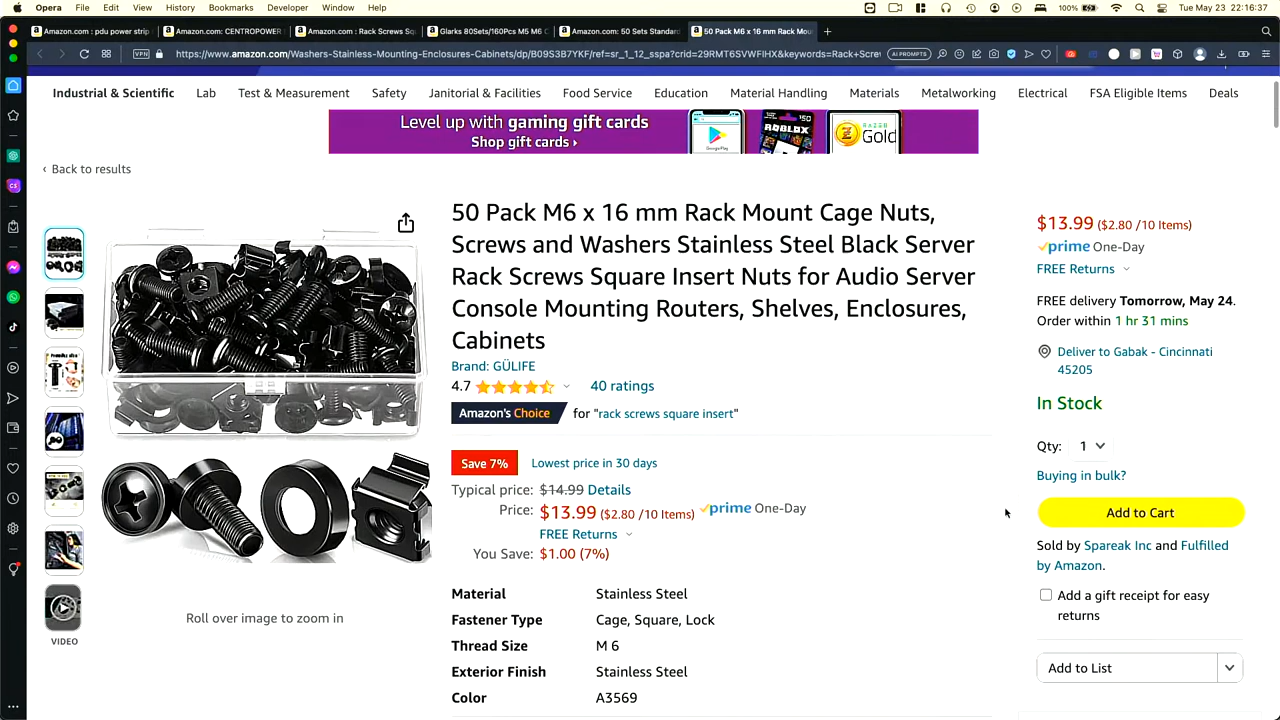 Opera File Edit View History Bookmarks Developer Window Help 100% Tue May 23 22:16:37
Amazon.com : pdu power strip
Amazon.com: CENTROPOWER
Amazon.com : Rack Screws Squ
Glarks 80Sets/160Pcs M5 M6 C
Amazon.com: 50 Sets Standard
50 Pack M6 x 16 mm Rack Mou
VPN https://www.amazon.com/Washers-Stainless-Mounting-Enclosures-Cabinets/dp/B09S3B7YKF/ref=sr_1_12_sspa?crid=29RMT6SVWFIHX&keywords=Rack+Screw AI PROMPTS
Industrial & Scientific Lab Test & Measurement Safety Janitorial & Facilities Food Service Education Material Handling Materials Metalworking Electrical FSA Eligible Items Deals
Level up with gaming gift cards
Shop gift cards ›
Google Play
150
ROBLOX
RAZER
Gold
‹ Back to results
50 Pack M6 x 16 mm Rack Mount Cage Nuts,
Screws and Washers Stainless Steel Black Server
Rack Screws Square Insert Nuts for Audio Server
Console Mounting Routers, Shelves, Enclosures,
Cabinets
Brand: GÜLIFE
4.7 40 ratings
Amazon's Choice for "rack screws square insert"
Save 7% Lowest price in 30 days
Typical price: $14.99 Details
Price: $13.99 ($2.80 /10 Items) prime One-Day
FREE Returns
You Save: $1.00 (7%)
Material Stainless Steel
Fastener Type Cage, Square, Lock
Thread Size M 6
Exterior Finish Stainless Steel
Color A3569
Roll over image to zoom in
VIDEO
$13.99 ($2.80 /10 Items)
prime One-Day
FREE Returns
FREE delivery Tomorrow, May 24.
Order within 1 hr 31 mins
Deliver to Gabak - Cincinnati
45205
In Stock
Qty: 1
Buying in bulk?
Add to Cart
Sold by Spareak Inc and Fulfilled
by Amazon.
Add a gift receipt for easy
returns
Add to List